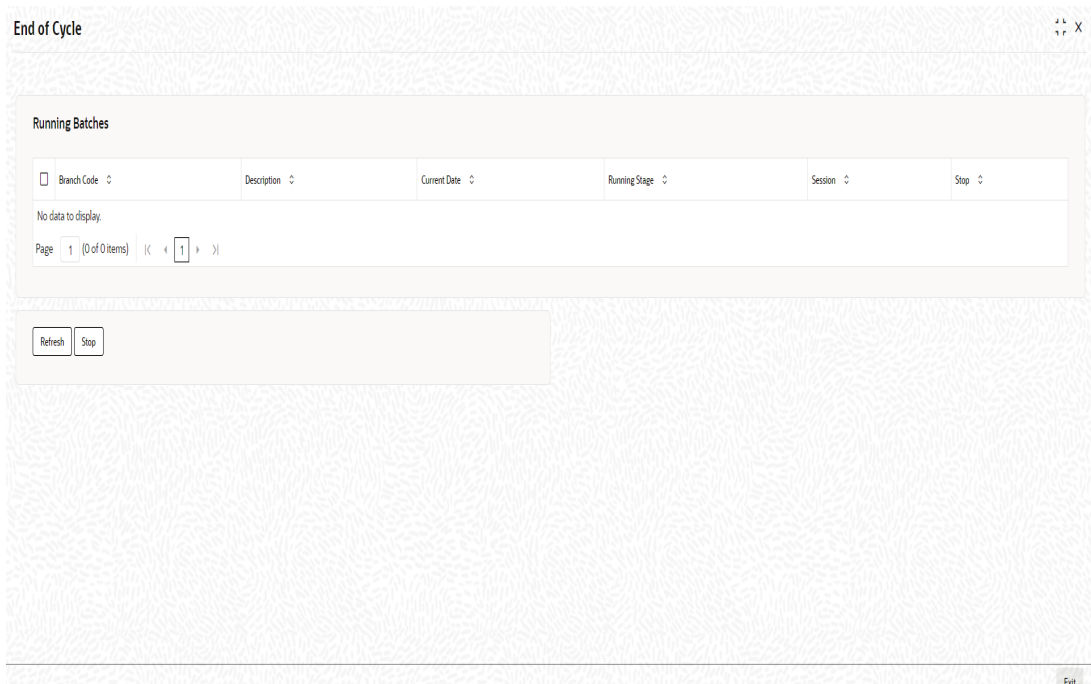 End of Cycle
X
Running Batches
Branch Code Description Current Date Running Stage Session Stop
No data to display.
Page 1 (0 of 0 items) 1
Refresh Stop
Exit